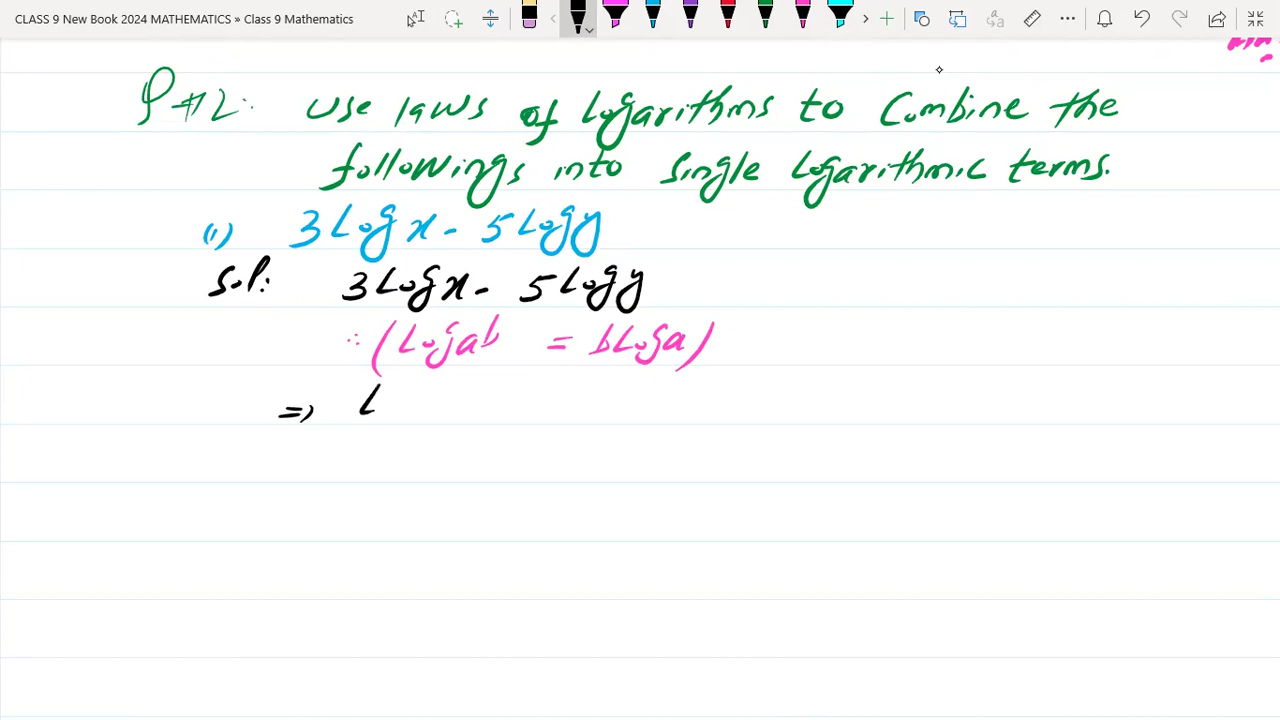 CLASS 9 New Book 2024 MATHEMATICS » Class 9 Mathematics
Q#2: Use laws of Logarithms to Combine the
followings into Single Logarithmic terms.
(i) 3Logx - 5Logy
Sol: 3Logx - 5Logy
∴ (Logaᵇ = bLoga)
=> L